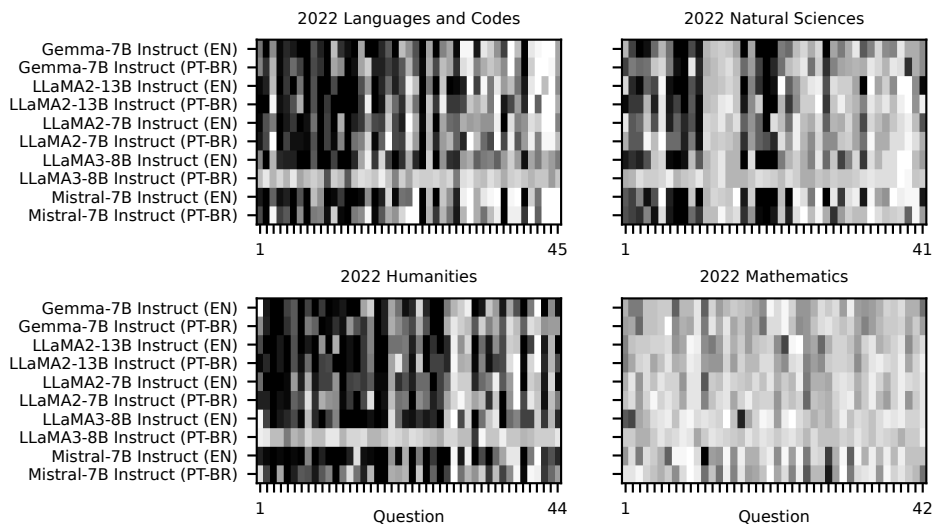 2022 Languages and Codes
2022 Natural Sciences
Gemma-7B Instruct (EN)
Gemma-7B Instruct (PT-BR)
LLaMA2-13B Instruct (EN)
LLaMA2-13B Instruct (PT-BR)
LLaMA2-7B Instruct (EN)
LLaMA2-7B Instruct (PT-BR)
LLaMA3-8B Instruct (EN)
LLaMA3-8B Instruct (PT-BR)
Mistral-7B Instruct (EN)
Mistral-7B Instruct (PT-BR)
1 45
1 41
2022 Humanities
2022 Mathematics
Gemma-7B Instruct (EN)
Gemma-7B Instruct (PT-BR)
LLaMA2-13B Instruct (EN)
LLaMA2-13B Instruct (PT-BR)
LLaMA2-7B Instruct (EN)
LLaMA2-7B Instruct (PT-BR)
LLaMA3-8B Instruct (EN)
LLaMA3-8B Instruct (PT-BR)
Mistral-7B Instruct (EN)
Mistral-7B Instruct (PT-BR)
1 44
1 42
Question
Question